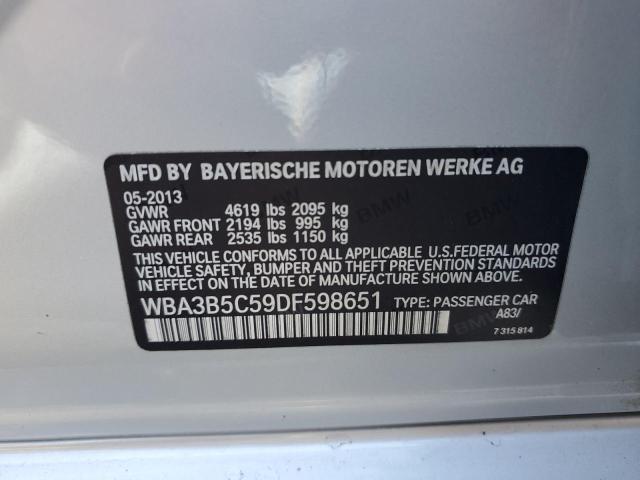 MFD BY BAYERISCHE MOTOREN WERKE AG
05-2013
GVWR 4619 lbs 2095 kg
GAWR FRONT 2194 lbs 995 kg
GAWR REAR 2535 lbs 1150 kg
THIS VEHICLE CONFORMS TO ALL APPLICABLE U.S.FEDERAL MOTOR
VEHICLE SAFETY, BUMPER, AND THEFT PREVENTION STANDARDS
IN EFFECT ON THE DATE OF MANUFACTURE SHOWN ABOVE.
WBA3B5C59DF598651 TYPE: PASSENGER CAR
A83/
7 315 814